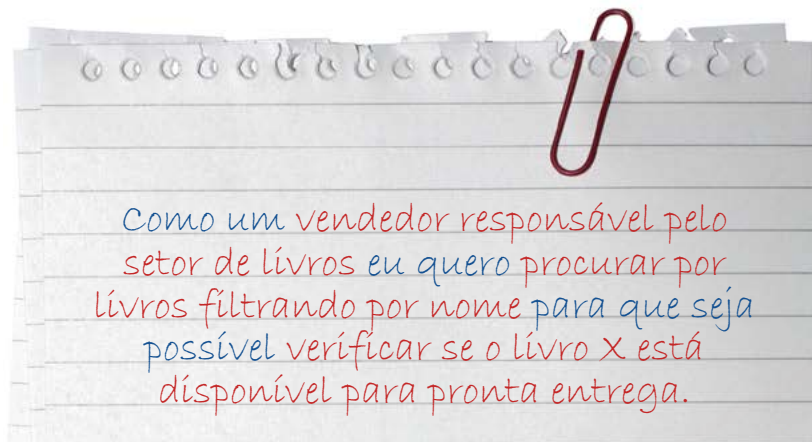 Como um vendedor responsável pelo
setor de livros eu quero procurar por
livros filtrando por nome para que seja
possível verificar se o livro X está
disponível para pronta entrega.